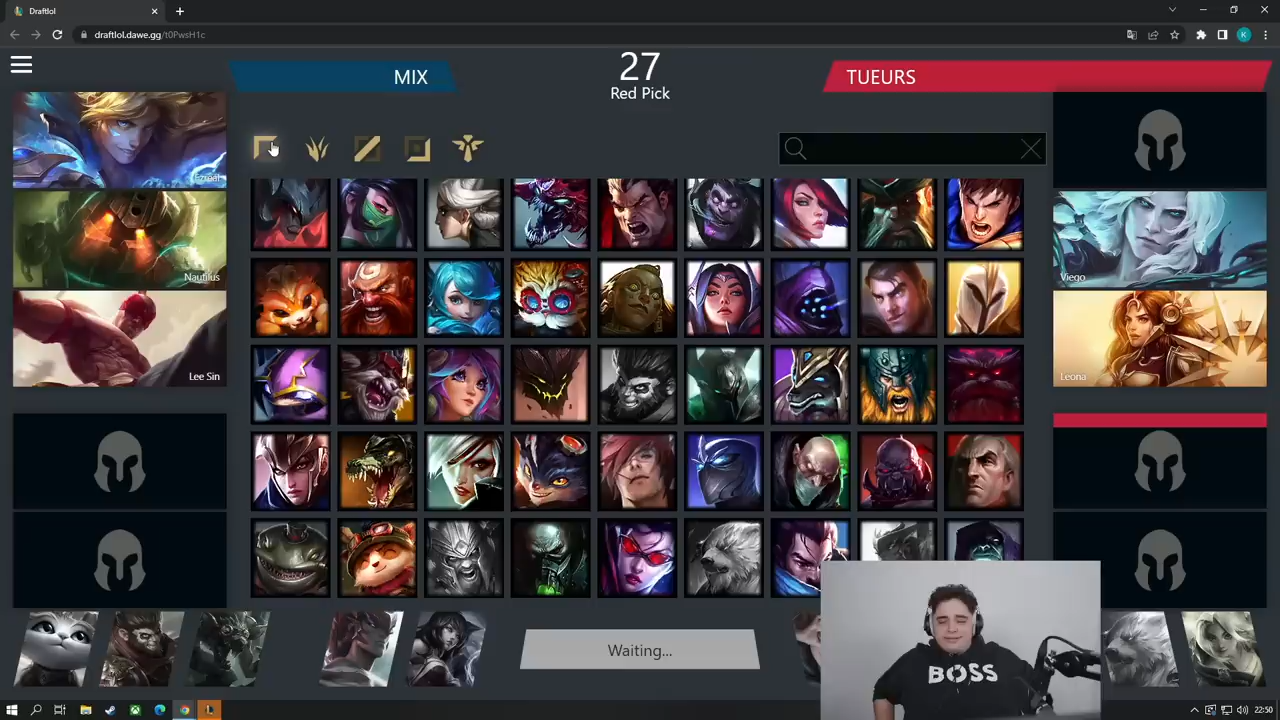 Draftlol
draftlol.dawe.gg/t0PwsH1c
K
MIX
27
Red Pick
TUEURS
Ezreal
Nautilus
Lee Sin
Viego
Leona
Waiting...
BOSS
22:50